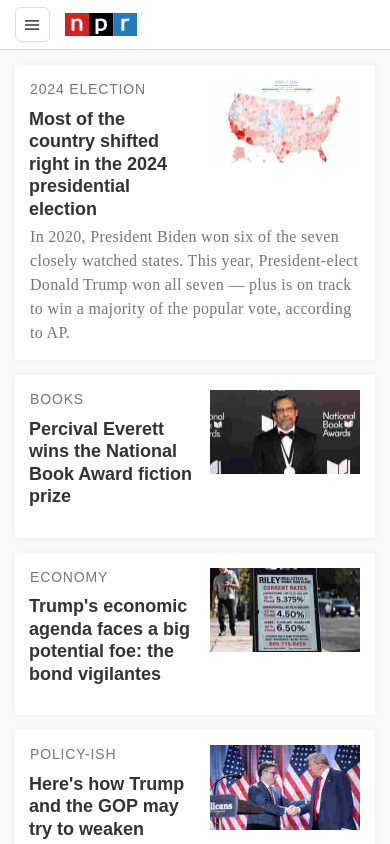 npr
2024 ELECTION
Most of the
country shifted
right in the 2024
presidential
election
In 2020, President Biden won six of the seven
closely watched states. This year, President-elect
Donald Trump won all seven — plus is on track
to win a majority of the popular vote, according
to AP.
BOOKS
Percival Everett
wins the National
Book Award fiction
prize
National
Book
Awards
ECONOMY
Trump's economic
agenda faces a big
potential foe: the
bond vigilantes
RILEY
CURRENT RATES
5.375%
4.50%
6.50%
POLICY-ISH
Here's how Trump
and the GOP may
try to weaken
licans